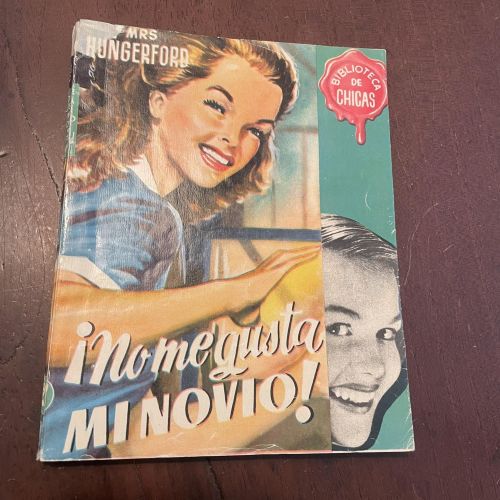 MRS
HUNGERFORD
BIBLIOTECA
DE
CHICAS
¡No me gusta
MI NOVIO!